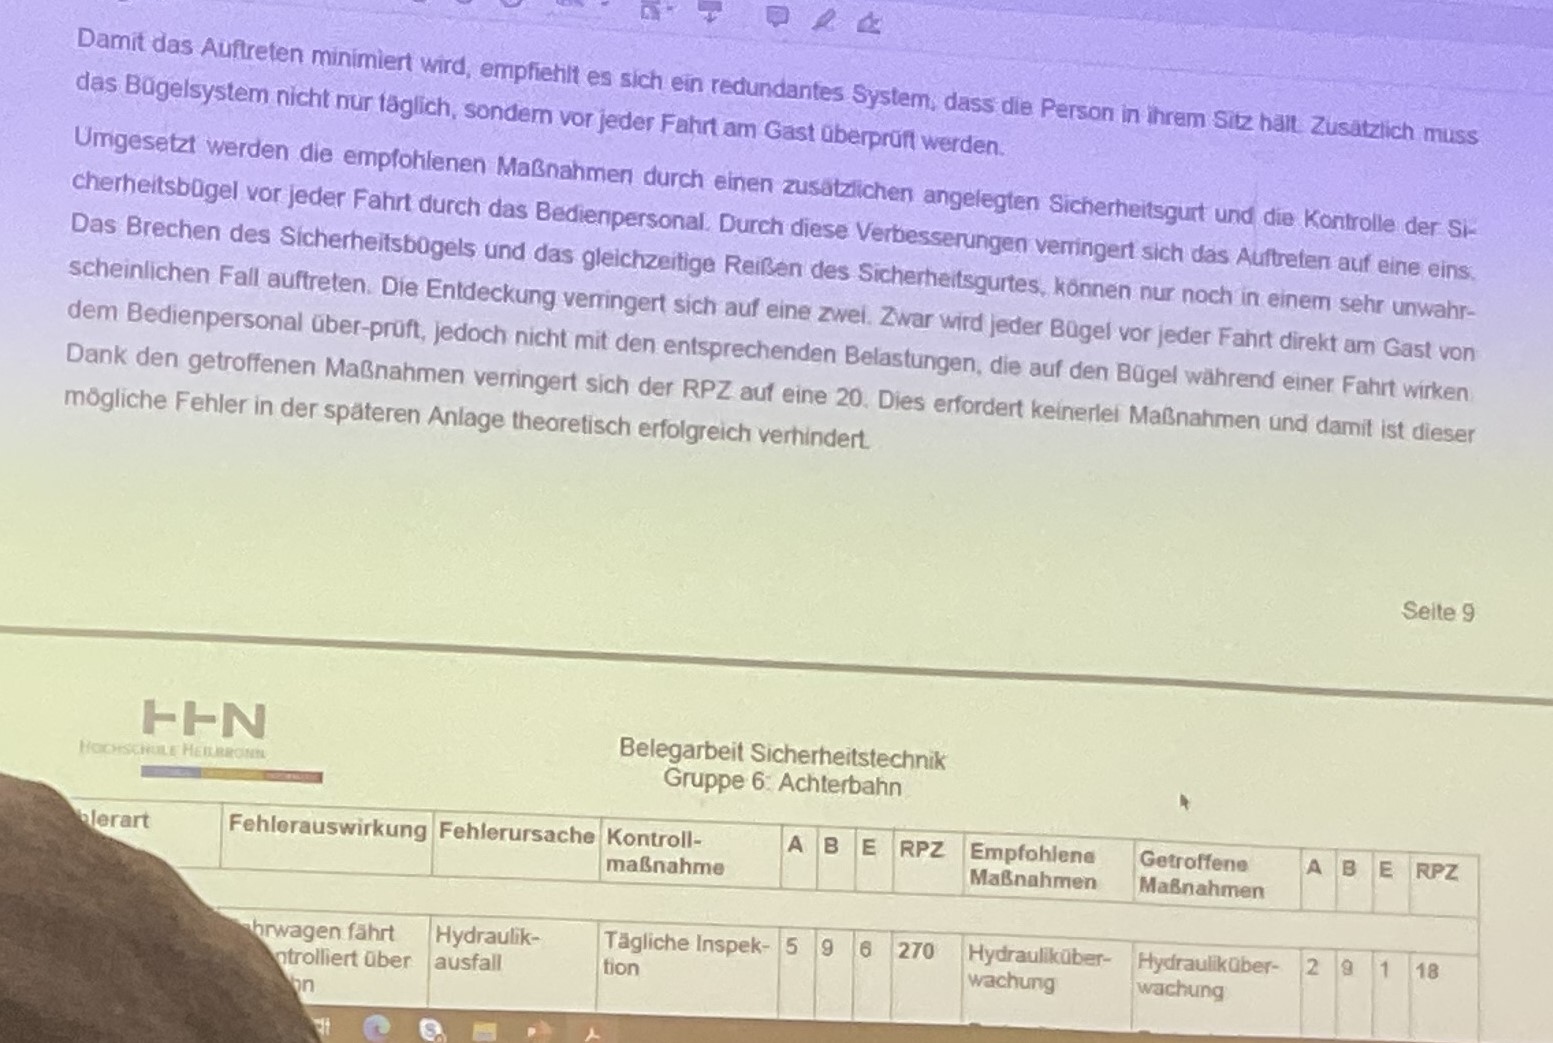 Damit das Auftreten minimiert wird, empfiehlt es sich ein redundantes System, dass die Person in ihrem Sitz hält. Zusätzlich muss
das Bügelsystem nicht nur täglich, sondern vor jeder Fahrt am Gast überprüft werden.
Umgesetzt werden die empfohlenen Maßnahmen durch einen zusätzlichen angelegten Sicherheitsgurt und die Kontrolle der Si-
cherheitsbügel vor jeder Fahrt durch das Bedienpersonal. Durch diese Verbesserungen verringert sich das Auftreten auf eine eins.
Das Brechen des Sicherheitsbügels und das gleichzeitige Reißen des Sicherheitsgurtes, können nur noch in einem sehr unwahr-
scheinlichen Fall auftreten. Die Entdeckung verringert sich auf eine zwei. Zwar wird jeder Bügel vor jeder Fahrt direkt am Gast von
dem Bedienpersonal über-prüft, jedoch nicht mit den entsprechenden Belastungen, die auf den Bügel während einer Fahrt wirken.
Dank den getroffenen Maßnahmen verringert sich der RPZ auf eine 20. Dies erfordert keinerlei Maßnahmen und damit ist dieser
mögliche Fehler in der späteren Anlage theoretisch erfolgreich verhindert.
Seite 9
HHN
HOCHSCHULE HEILBRONN
Belegarbeit Sicherheitstechnik
Gruppe 6: Achterbahn
lerart Fehlerauswirkung Fehlerursache Kontroll- A B E RPZ Empfohlene Getroffene A B E RPZ
maßnahme Maßnahmen Maßnahmen
hrwagen fährt Hydraulik- Tägliche Inspek- 5 9 6 270 Hydrauliküber- Hydrauliküber- 2 9 1 18
ntrolliert über ausfall tion wachung wachung